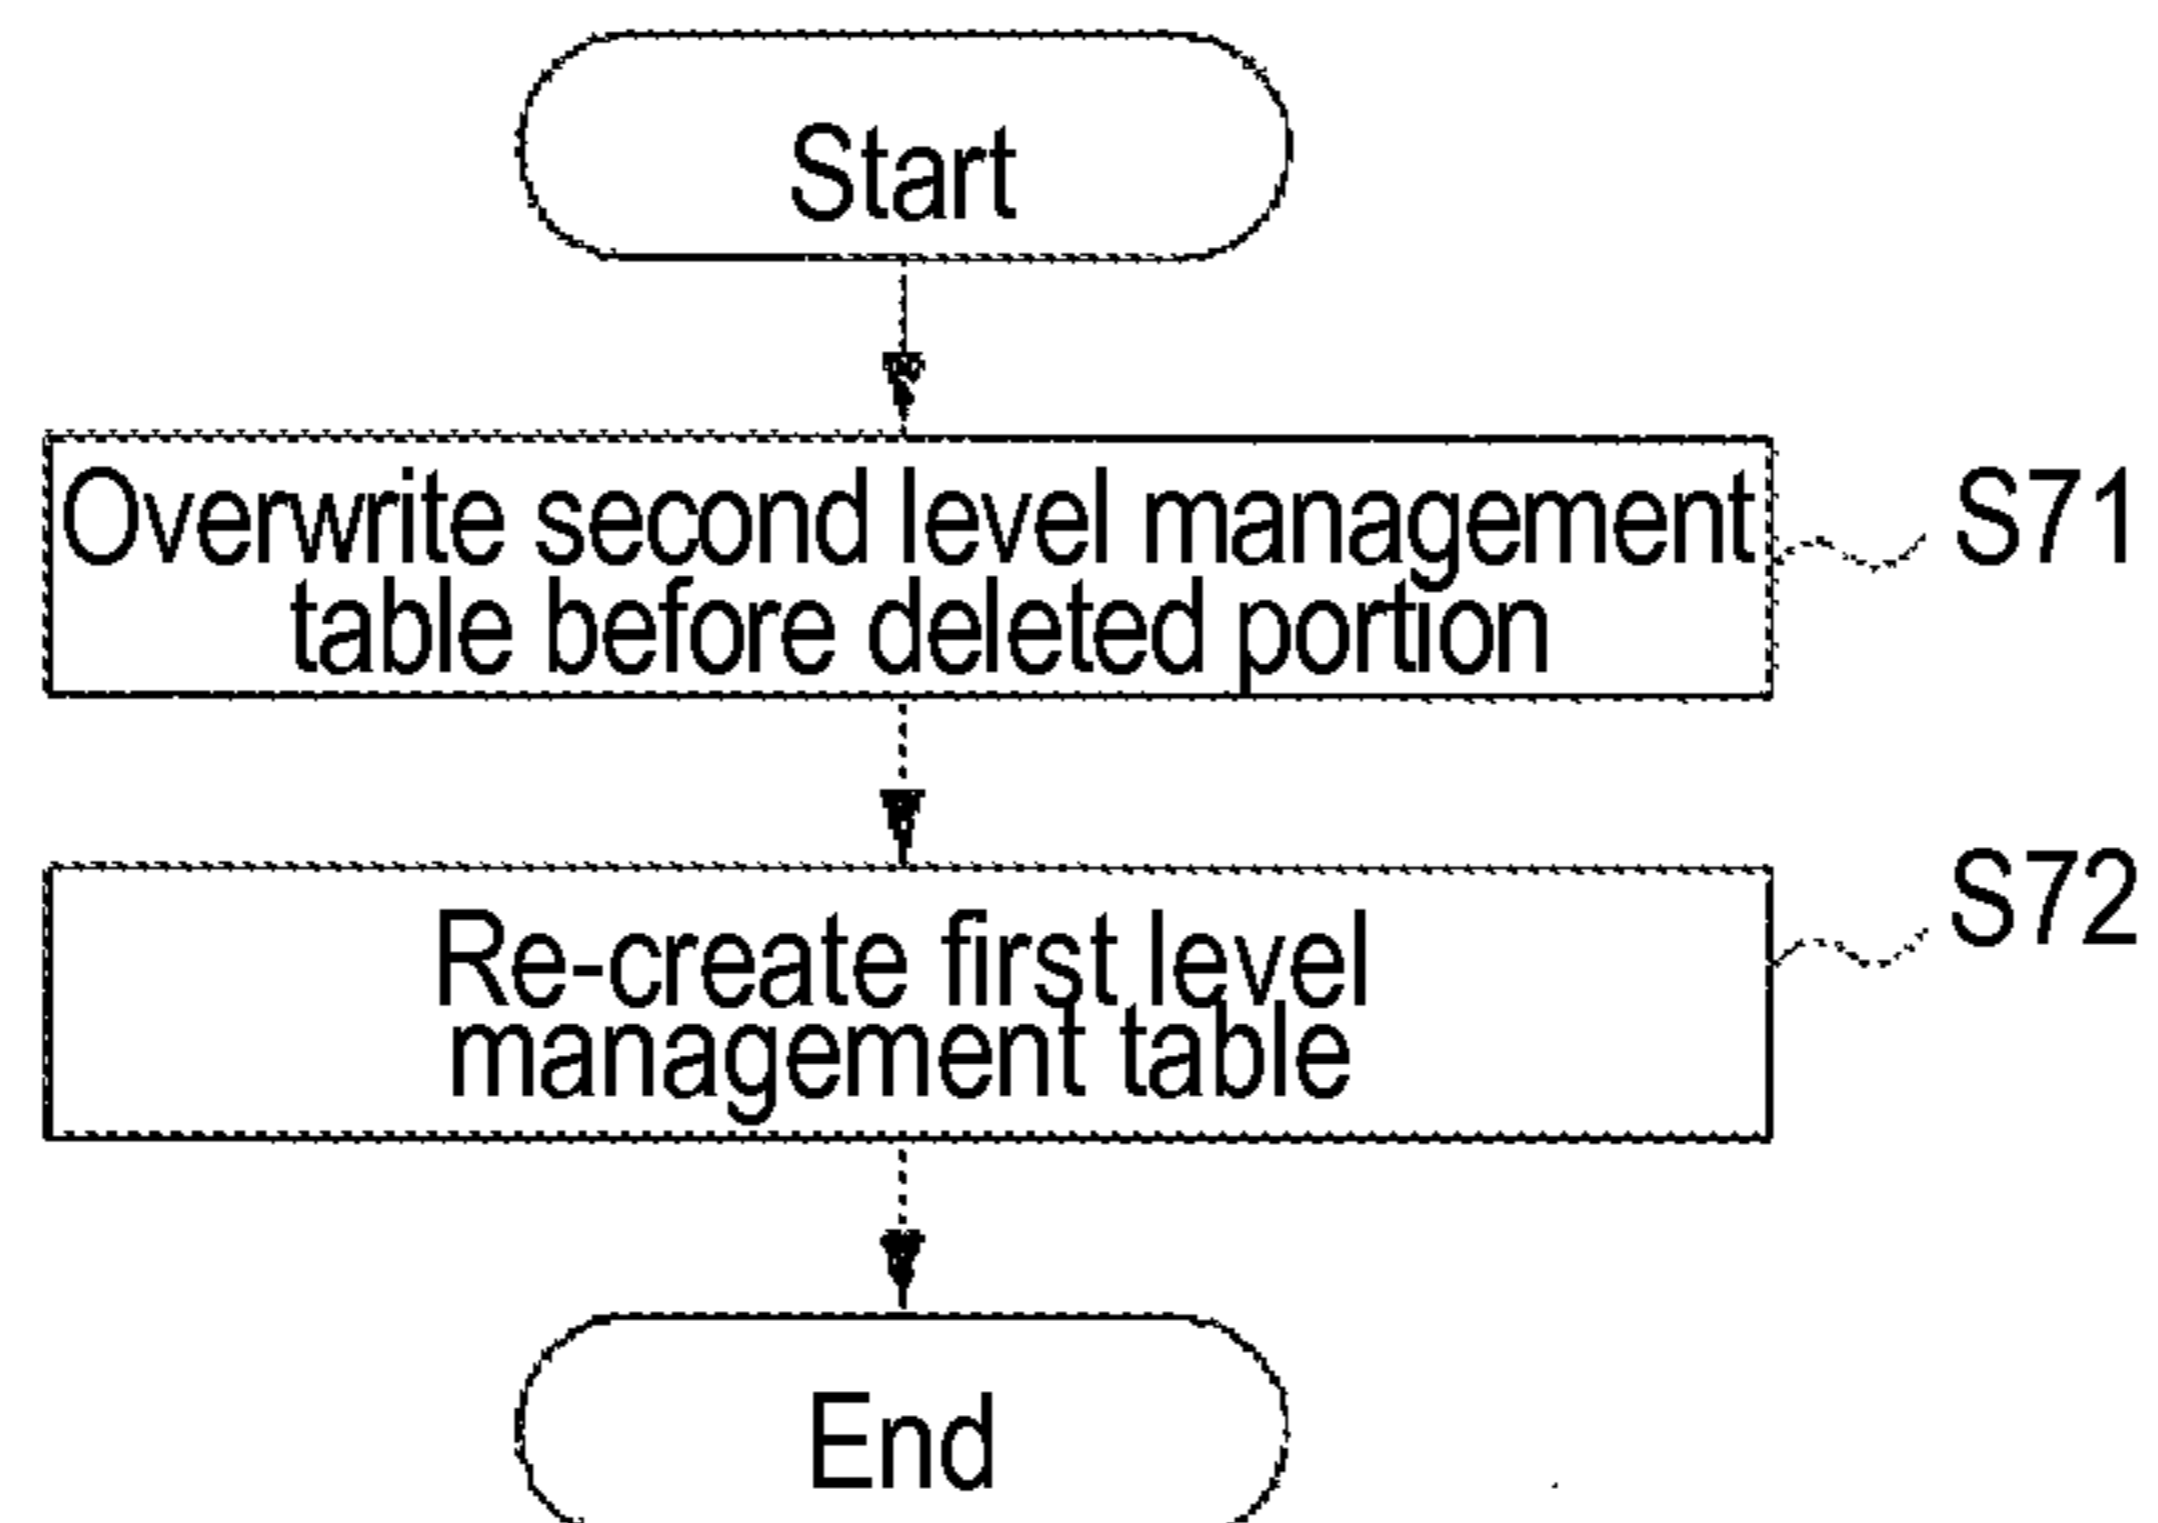 Start
Overwrite second level management
table before deleted portion
S71
Re-create first level
management table
S72
End